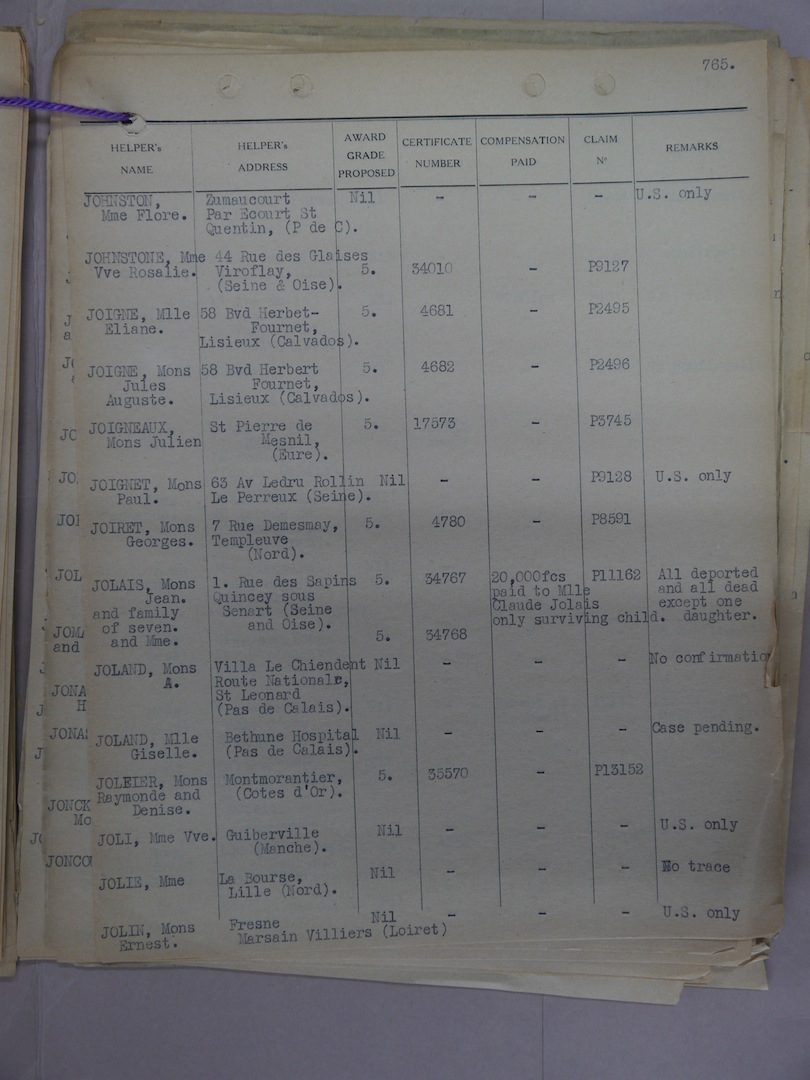 765.
HELPER's NAME HELPER's ADDRESS AWARD GRADE PROPOSED CERTIFICATE NUMBER COMPENSATION PAID CLAIM Nº REMARKS
JOHNSTON, Zumaucourt Nil - - - U.S. only
Mme Flore. Par Ecourt St
Quentin, (P de C).
JOHNSTONE, Mme 44 Rue des Glaises
Vve Rosalie. Viroflay, 5. 34010 - P9127
(Seine & Oise).
JOIGNE, Mlle 58 Bvd Herbet- 5. 4681 - P2495
Eliane. Fournet,
Lisieux (Calvados).
JOIGNE, Mons 58 Bvd Herbert 5. 4682 - P2496
Jules Fournet,
Auguste. Lisieux (Calvados).
JOIGNEAUX, St Pierre de 5. 17573 - P3745
Mons Julien Mesnil,
(Eure).
JOIGNET, Mons 63 Av Ledru Rollin Nil - - P9128 U.S. only
Paul. Le Perreux (Seine).
JOIRET, Mons 7 Rue Demesmay, 5. 4780 - P8591
Georges. Templeuve
(Nord).
JOLAIS, Mons 1. Rue des Sapins 5. 34767 20,000fcs P11162 All deported
Jean. Quincey sous paid to Mlle and all dead
and family Senart (Seine Claude Jolais except one
of seven. and Oise). only surviving child. daughter.
and Mme. 5. 34768
JOLAND, Mons Villa Le Chiendent Nil - - - No confirmatio
A. Route Nationale,
St Leonard
(Pas de Calais).
JOLAND, Mlle Bethune Hospital Nil - - - Case pending.
Giselle. (Pas de Calais).
JOLEIER, Mons Montmorantier, 5. 35570 - P13152
Raymonde and (Cotes d'Or).
Denise.
JOLI, Mme Vve. Guiberville Nil - - - U.S. only
(Manche).
JOLIE, Mme La Bourse, Nil - - - No trace
Lille (Nord).
JOLIN, Mons Fresne Nil - - - U.S. only
Ernest. Marsain Villiers (Loiret)